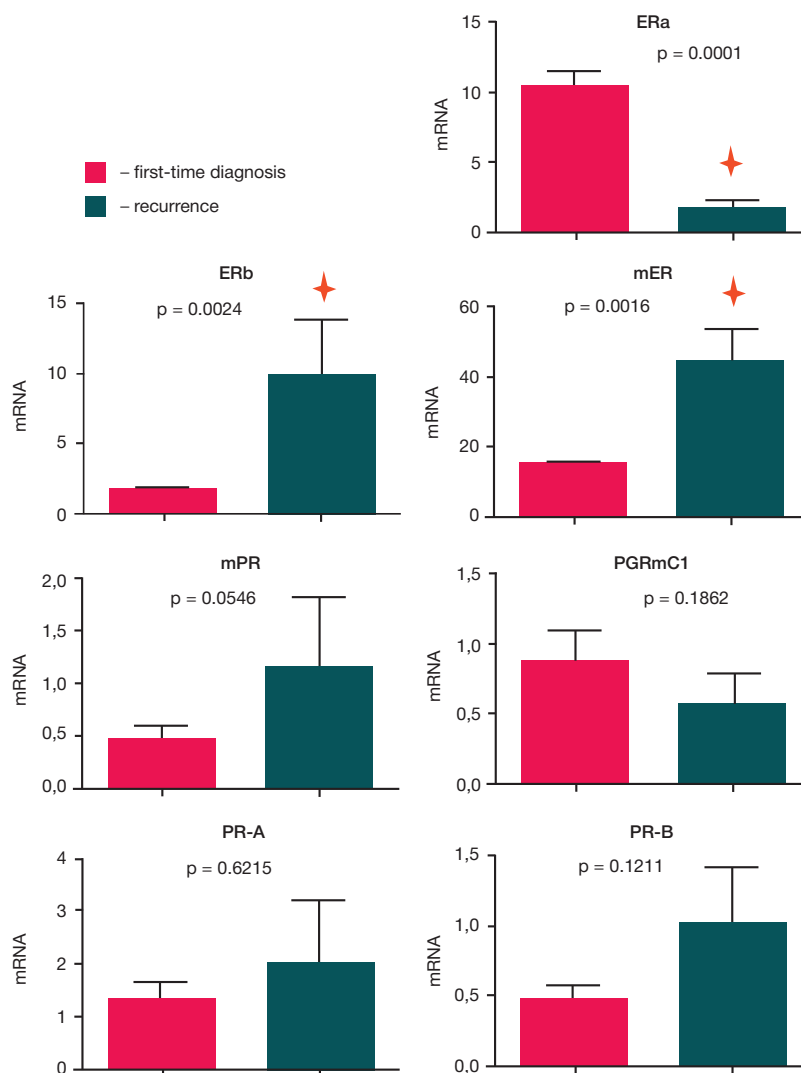 ERa
p = 0.0001
15
10
5
0
mRNA
– first-time diagnosis
– recurrence
ERb
p = 0.0024
15
10
5
0
mRNA
mER
p = 0.0016
60
40
20
0
mRNA
mPR
p = 0.0546
2,0
1,5
1,0
0,5
0,0
mRNA
PGRmC1
p = 0.1862
1,5
1,0
0,5
0,0
mRNA
PR-A
p = 0.6215
4
3
2
1
0
mRNA
PR-B
p = 0.1211
1,5
1,0
0,5
0.0
mRNA